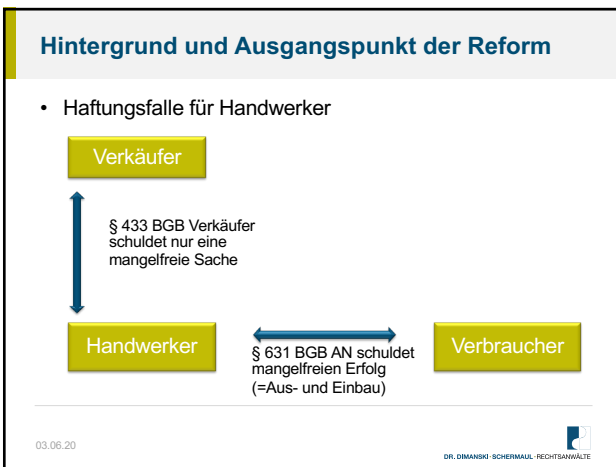 Hintergrund und Ausgangspunkt der Reform
• Haftungsfalle für Handwerker
Verkäufer
§ 433 BGB Verkäufer
schuldet nur eine
mangelfreie Sache
Handwerker
§ 631 BGB AN schuldet
mangelfreien Erfolg
(=Aus- und Einbau)
Verbraucher
03.06.20
DR. DIMANSKI · SCHERMAUL · RECHTSANWÄLTE